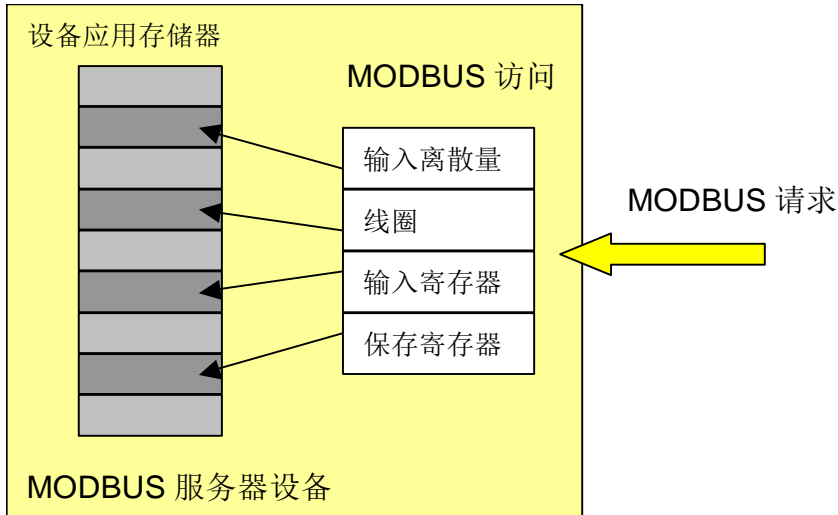 设备应用存储器
MODBUS 访问
输入离散量
线圈
输入寄存器
保存寄存器
MODBUS 请求
MODBUS 服务器设备